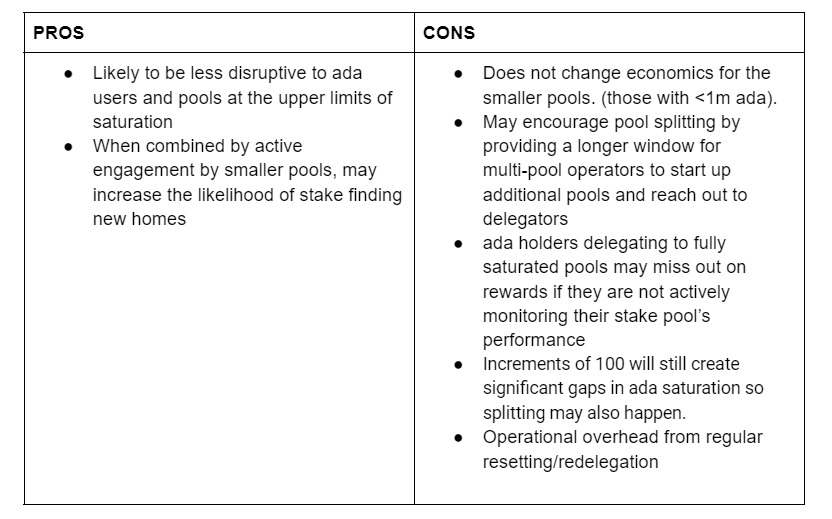 PROS
● Likely to be less disruptive to ada
users and pools at the upper limits of
saturation
● When combined by active
engagement by smaller pools, may
increase the likelihood of stake finding
new homes
CONS
● Does not change economics for the
smaller pools. (those with <1m ada).
● May encourage pool splitting by
providing a longer window for
multi-pool operators to start up
additional pools and reach out to
delegators
● ada holders delegating to fully
saturated pools may miss out on
rewards if they are not actively
monitoring their stake pool's
performance
● Increments of 100 will still create
significant gaps in ada saturation so
splitting may also happen.
● Operational overhead from regular
resetting/redelegation